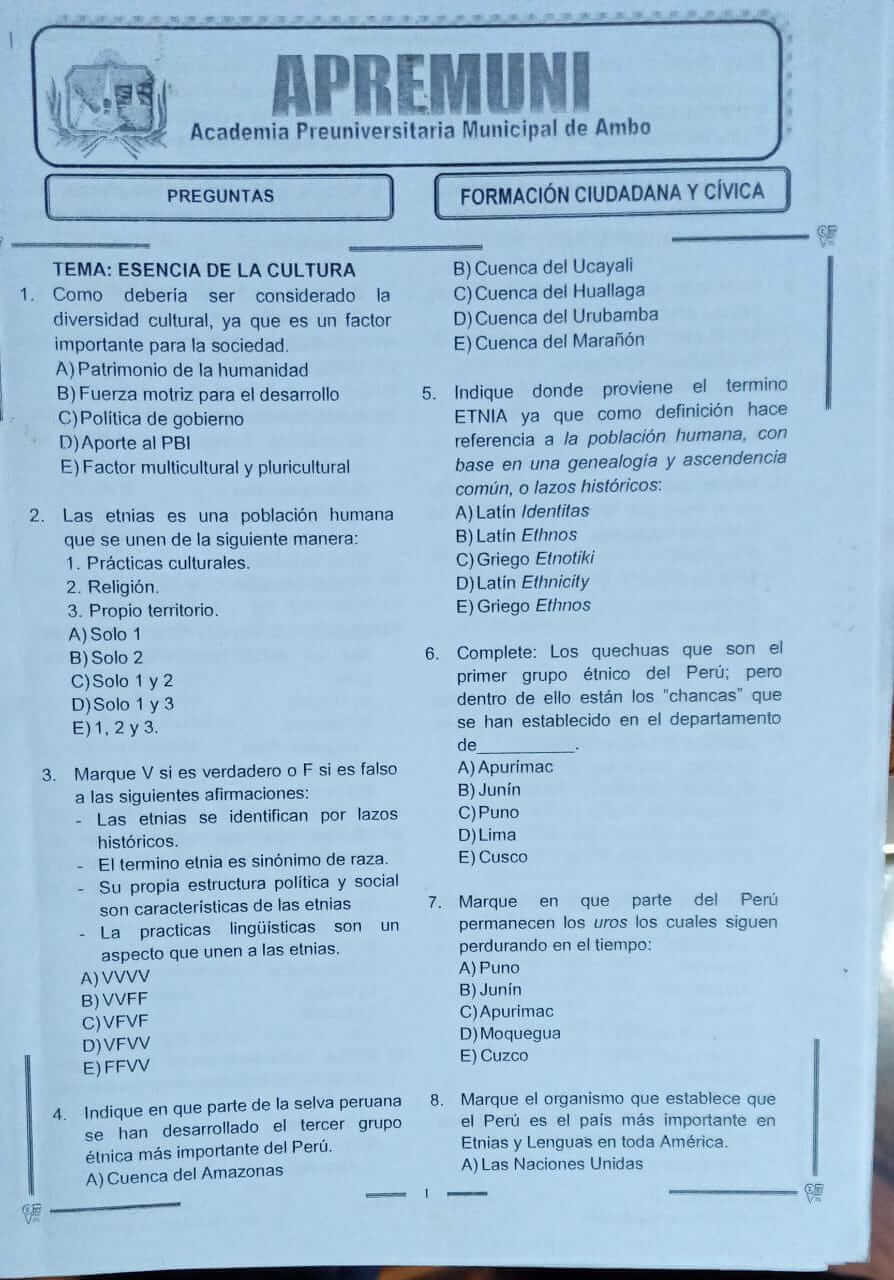 APREMUNI
Academia Preuniversitaria Municipal de Ambo
PREGUNTAS
FORMACIÓN CIUDADANA Y CÍVICA
TEMA: ESENCIA DE LA CULTURA
1. Como debería ser considerado la
diversidad cultural, ya que es un factor
importante para la sociedad.
A) Patrimonio de la humanidad
B) Fuerza motriz para el desarrollo
C) Política de gobierno
D) Aporte al PBI
E) Factor multicultural y pluricultural
2. Las etnias es una población humana
que se unen de la siguiente manera:
1. Prácticas culturales.
2. Religión.
3. Propio territorio.
A) Solo 1
B) Solo 2
C) Solo 1 y 2
D) Solo 1 y 3
E) 1, 2 y 3.
3. Marque V si es verdadero o F si es falso
a las siguientes afirmaciones:
- Las etnias se identifican por lazos
históricos.
- El termino etnia es sinónimo de raza.
- Su propia estructura política y social
son características de las etnias
- La practicas lingüísticas son un
aspecto que unen a las etnias.
A) VVVV
B) VVFF
C) VFVF
D) VFVV
E) FFVV
4. Indique en que parte de la selva peruana
se han desarrollado el tercer grupo
étnica más importante del Perú.
A) Cuenca del Amazonas
B) Cuenca del Ucayali
C) Cuenca del Huallaga
D) Cuenca del Urubamba
E) Cuenca del Marañón
5. Indique donde proviene el termino
ETNIA ya que como definición hace
referencia a la población humana, con
base en una genealogía y ascendencia
común, o lazos históricos:
A) Latín Identitas
B) Latín Ethnos
C) Griego Etnotiki
D) Latín Ethnicity
E) Griego Ethnos
6. Complete: Los quechuas que son el
primer grupo étnico del Perú; pero
dentro de ello están los "chancas" que
se han establecido en el departamento
de__________.
A) Apurímac
B) Junín
C) Puno
D) Lima
E) Cusco
7. Marque en que parte del Perú
permanecen los uros los cuales siguen
perdurando en el tiempo:
A) Puno
B) Junín
C) Apurimac
D) Moquegua
E) Cuzco
8. Marque el organismo que establece que
el Perú es el país más importante en
Etnias y Lenguas en toda América.
A) Las Naciones Unidas
1